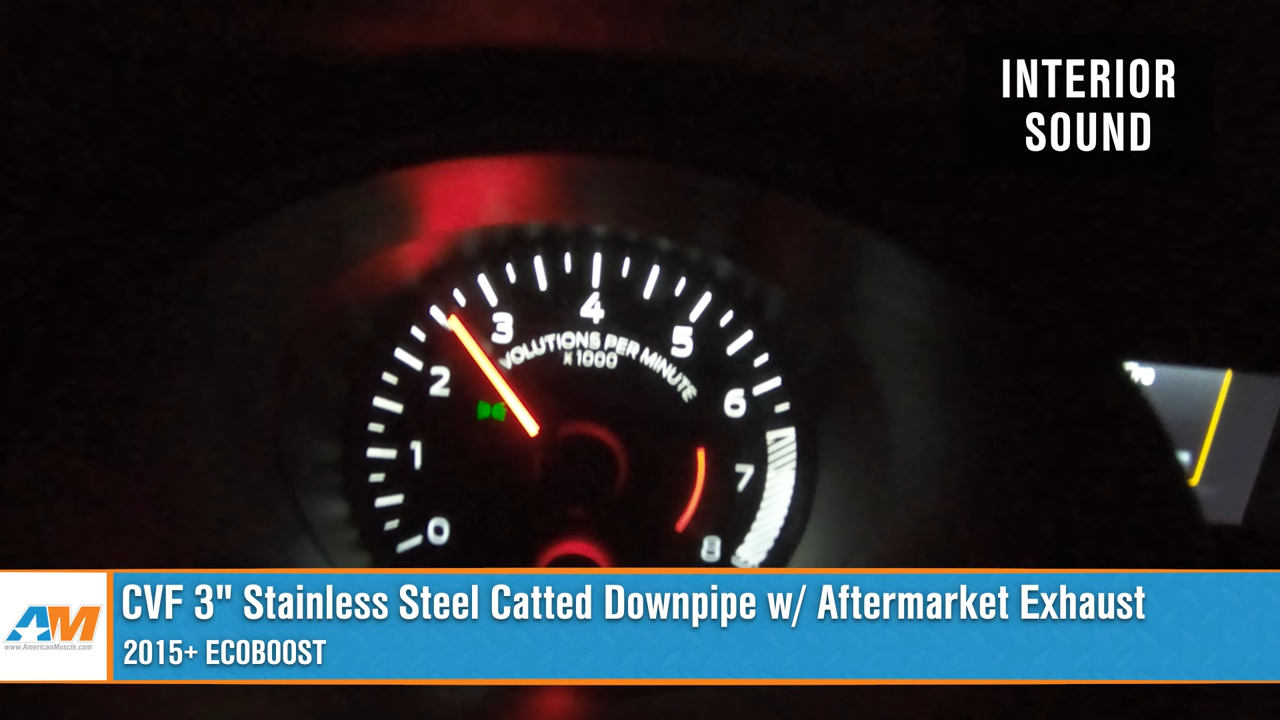 INTERIOR
SOUND
4
3
5
VOLUTIONS PER MINUTE
x 1000
2
6
1
7
0
8
CVF 3" Stainless Steel Catted Downpipe w/ Aftermarket Exhaust
AM
www.AmericanMuscle.com
2015+ ECOBOOST